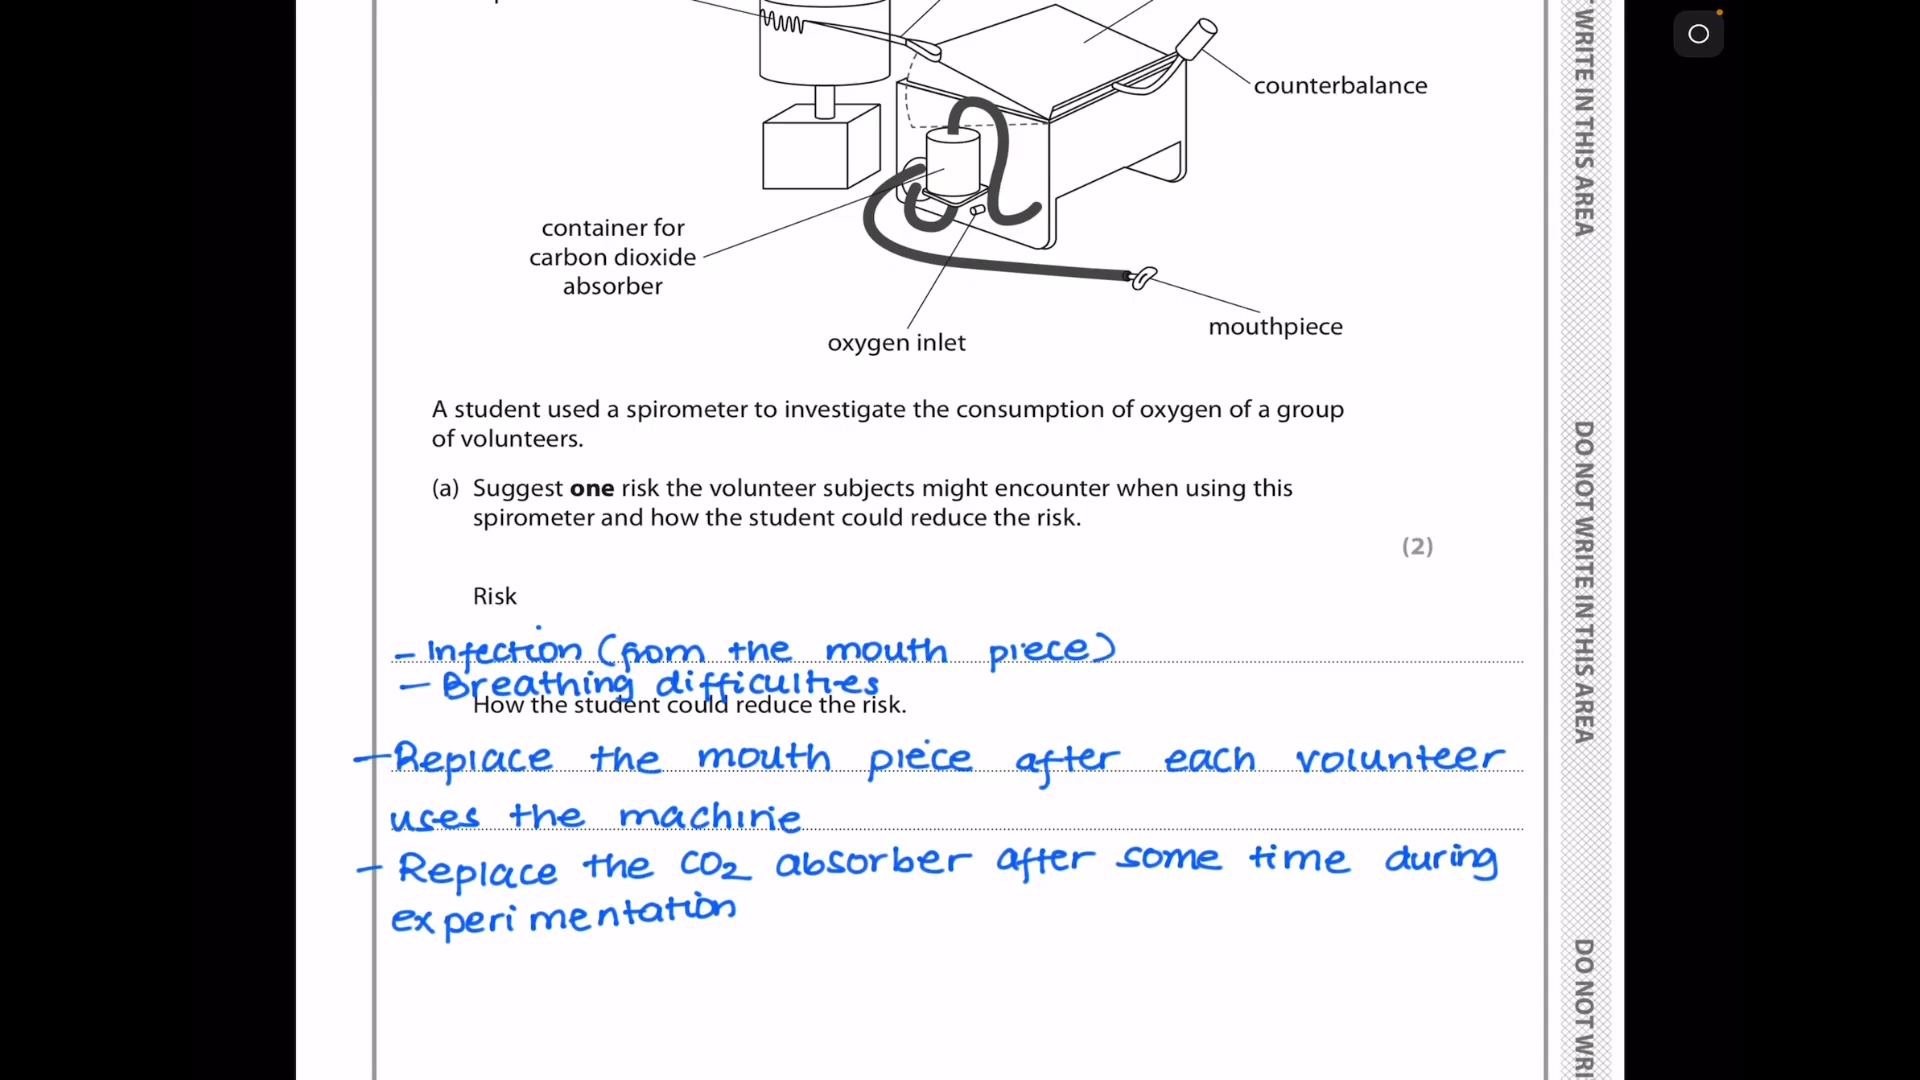 counterbalance
container for
carbon dioxide
absorber
oxygen inlet
mouthpiece
A student used a spirometer to investigate the consumption of oxygen of a group
of volunteers.
(a) Suggest one risk the volunteer subjects might encounter when using this
spirometer and how the student could reduce the risk.
(2)
Risk
- Infection (from the mouth piece)
- Breathing difficulties
How the student could reduce the risk.
- Replace the mouth piece after each volunteer
uses the machine
- Replace the CO2 absorber after some time during
experimentation
WRITE IN THIS AREA
DO NOT WRITE IN THIS AREA
DO NOT WRI